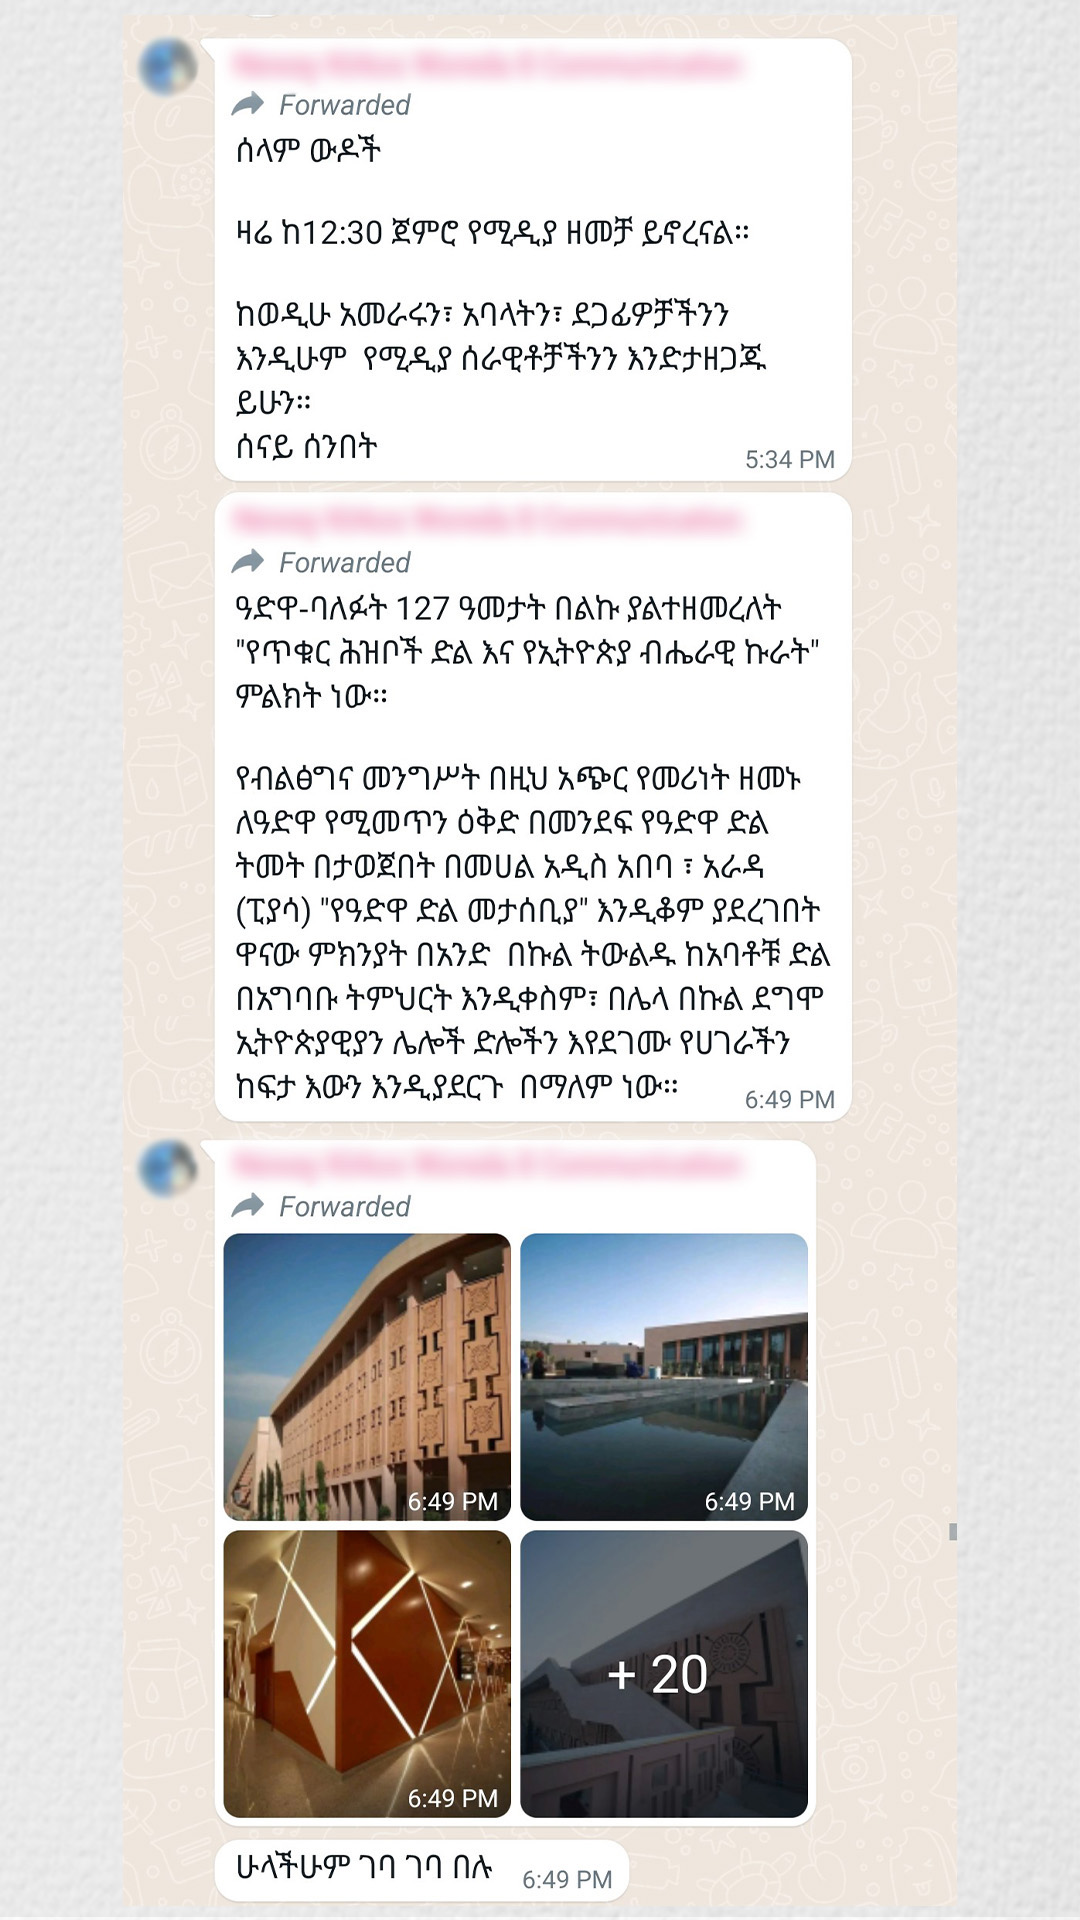 Forwarded
ሰላም ውዶች
ዛሬ ከ12:30 ጀምሮ የሚዲያ ዘመቻ ይኖረናል።
ከወዲሁ አመራሩን፣ አባላትን፣ ደጋፊዎቻችንን
እንዲሁም የሚዲያ ሰራዊቶቻችንን እንድታዘጋጁ
ይሁን።
ሰናይ ሰንበት
5:34 PM
Forwarded
ዓድዋ-ባለፉት 127 ዓመታት በልኩ ያልተዘመረለት
"የጥቁር ሕዝቦች ድል እና የኢትዮጵያ ብሔራዊ ኩራት"
ምልክት ነው።
የብልፅግና መንግሥት በዚህ አጭር የመሪነት ዘመኑ
ለዓድዋ የሚመጥን ዕቅድ በመንደፍ የዓድዋ ድል
ትመት በታወጀበት በመሀል አዲስ አበባ ፣ አራዳ
(ፒያሳ) "የዓድዋ ድል መታሰቢያ" እንዲቆም ያደረገበት
ዋናው ምክንያት በአንድ በኩል ትውልዱ ከአባቶቹ ድል
በአግባቡ ትምህርት እንዲቀስም፣ በሌላ በኩል ደግሞ
ኢትዮጵያዊያን ሌሎች ድሎችን እየደገሙ የሀገራችን
ከፍታ እውን እንዲያደርጉ በማለም ነው።
6:49 PM
Forwarded
6:49 PM
6:49 PM
6:49 PM
+ 20
ሁላችሁም ገባ ገባ በሉ
6:49 PM